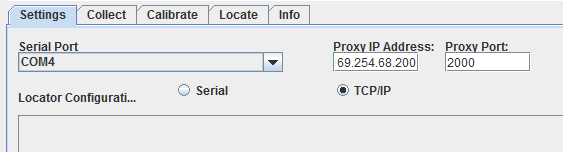 Settings Collect Calibrate Locate Info
Serial Port Proxy IP Address: Proxy Port:
COM4 69.254.68.200 2000
Locator Configurati... Serial TCP/IP